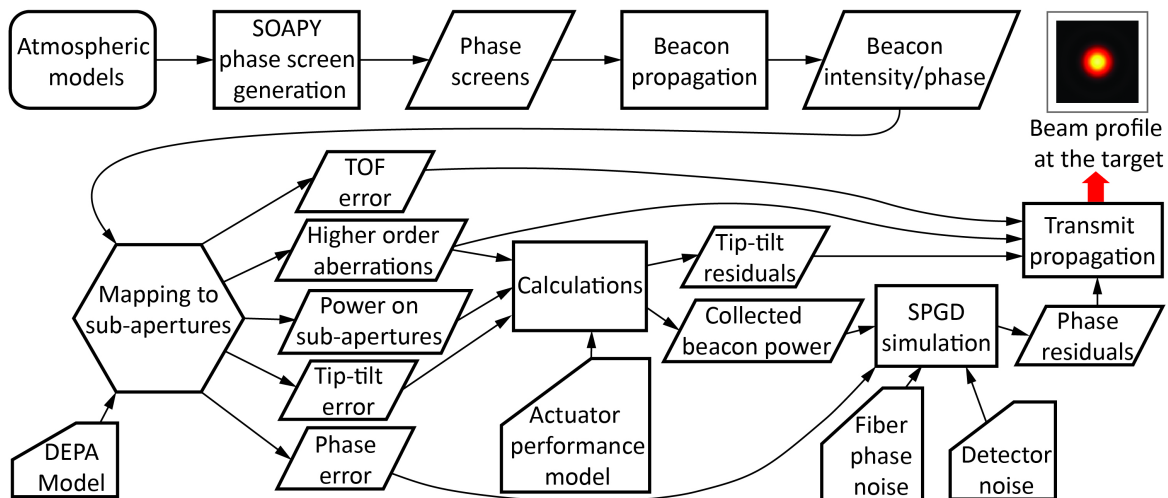 Atmospheric
models
SOAPY
phase screen
generation
Phase
screens
Beacon
propagation
Beacon
intensity/phase
Beam profile
at the target
TOF
error
Higher order
aberrations
Power on
sub-apertures
Tip-tilt
error
Phase
error
Mapping to
sub-apertures
DEPA
Model
Calculations
Actuator
performance
model
Tip-tilt
residuals
Collected
beacon power
SPGD
simulation
Fiber
phase
noise
Detector
noise
Phase
residuals
Transmit
propagation